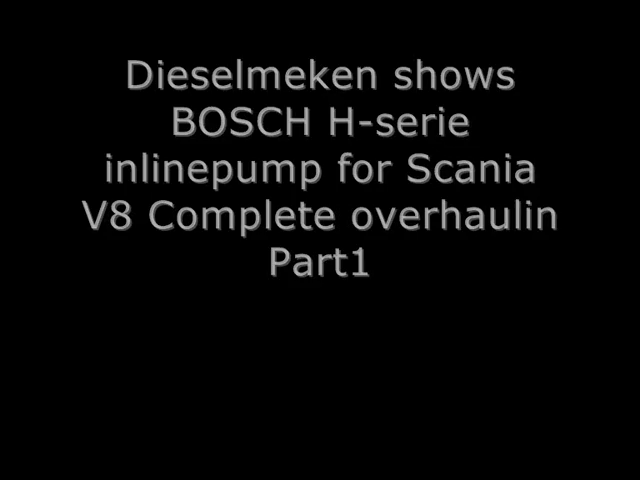 Dieselmeken shows
BOSCH H-serie
inlinepump for Scania
V8 Complete overhaulin
Part1